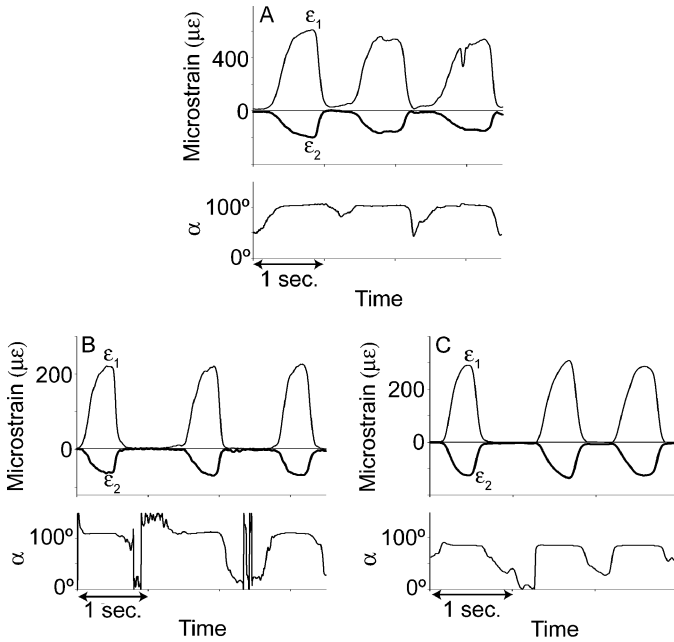 A
ε1
400
0
ε2
Microstrain (με)
100º
0º
α
1 sec.
Time
B
ε1
200
0
ε2
Microstrain (με)
100º
0º
α
1 sec.
Time
C
ε1
200
0
ε2
Microstrain (με)
100º
0º
α
1 sec.
Time